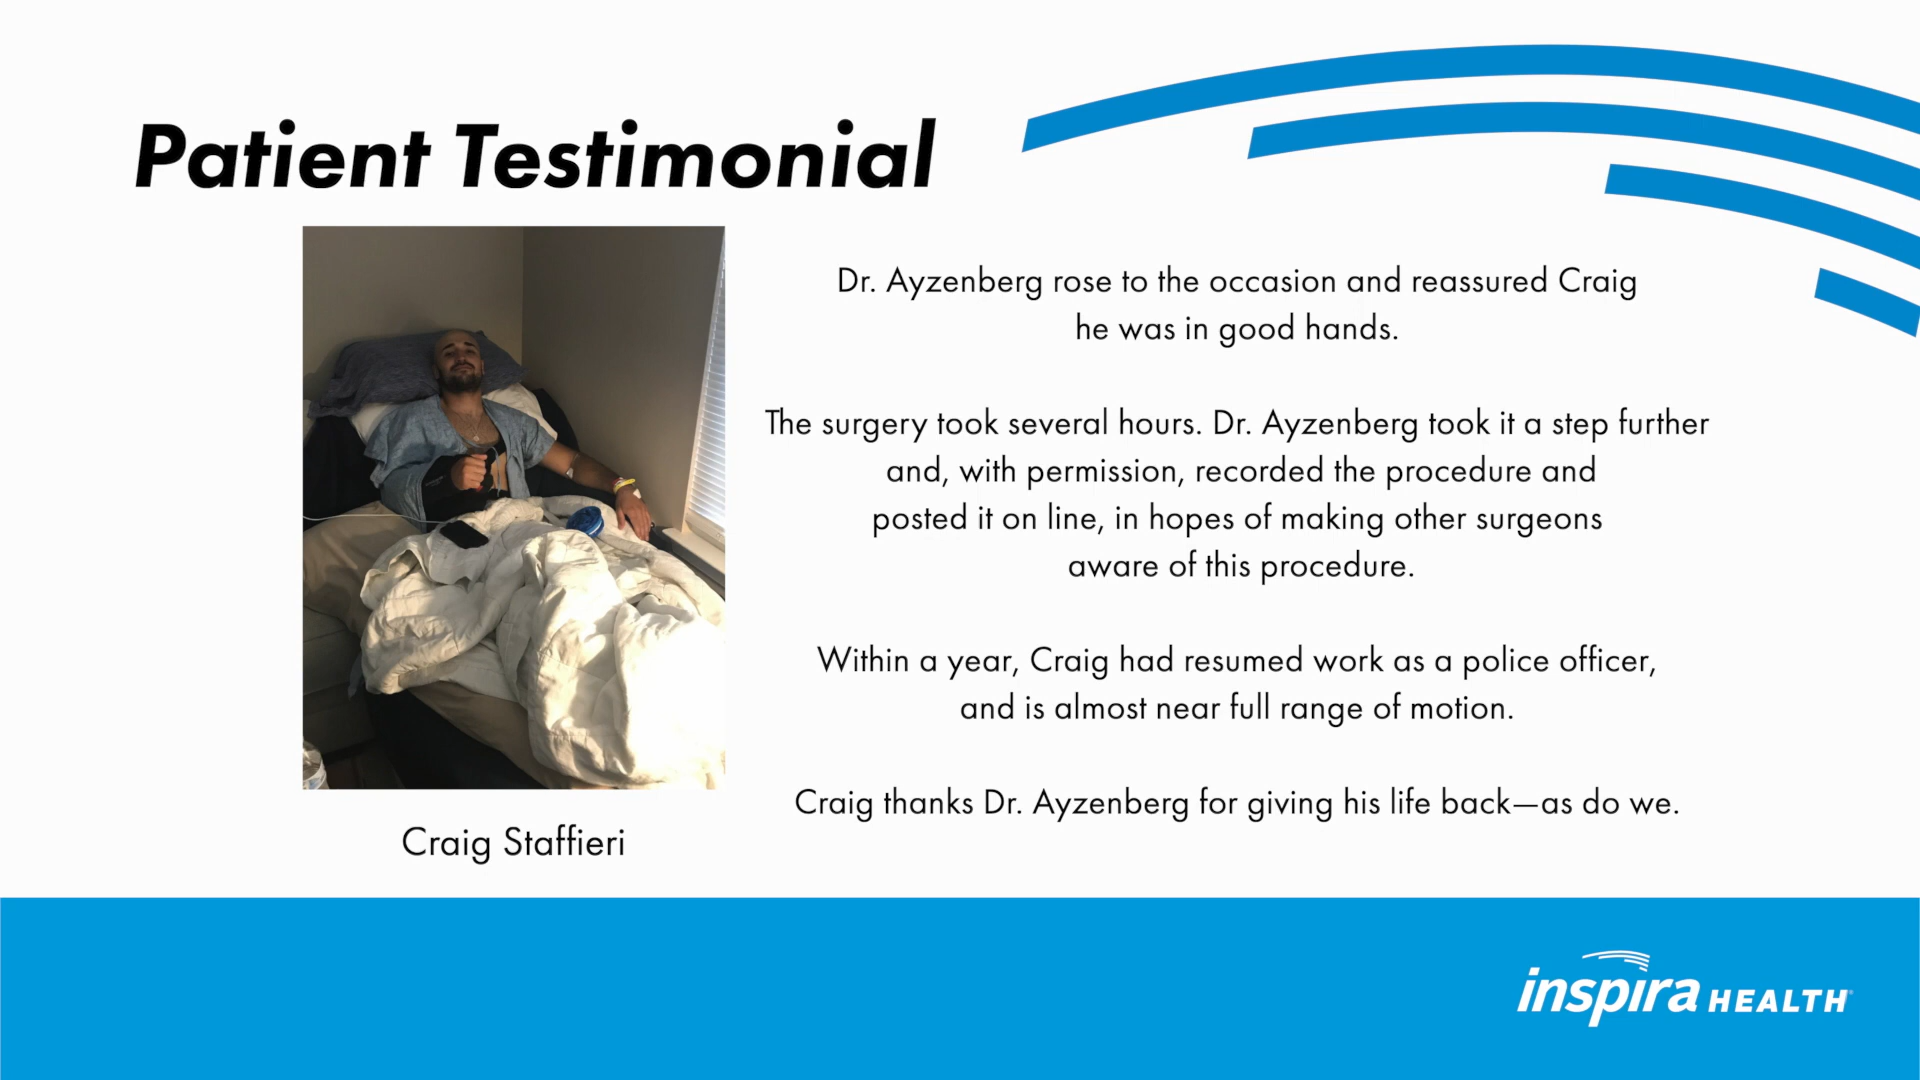 Patient Testimonial
Dr. Ayzenberg rose to the occasion and reassured Craig
he was in good hands.
The surgery took several hours. Dr. Ayzenberg took it a step further
and, with permission, recorded the procedure and
posted it on line, in hopes of making other surgeons
aware of this procedure.
Within a year, Craig had resumed work as a police officer,
and is almost near full range of motion.
Craig thanks Dr. Ayzenberg for giving his life back—as do we.
Craig Staffieri
inspira HEALTH